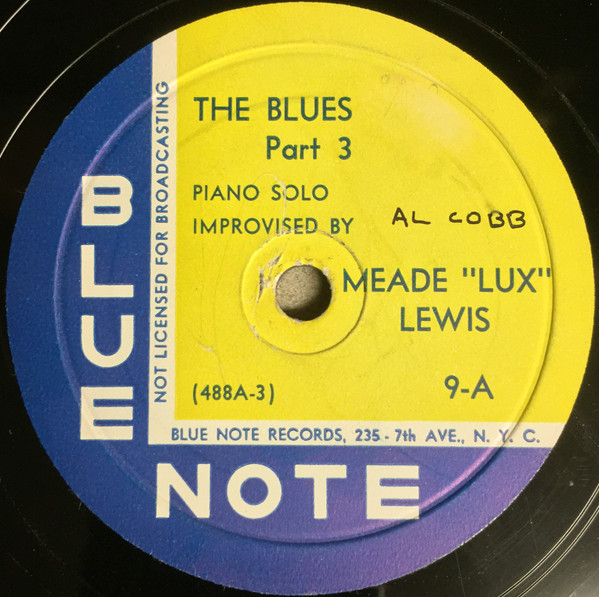 THE BLUES
Part 3
PIANO SOLO
IMPROVISED BY
AL COBB
MEADE "LUX"
LEWIS
(488A-3)
9-A
NOT LICENSED FOR BROADCASTING
BLUE NOTE RECORDS, 235 - 7th AVE., N. Y. C.
BLUE
NOTE